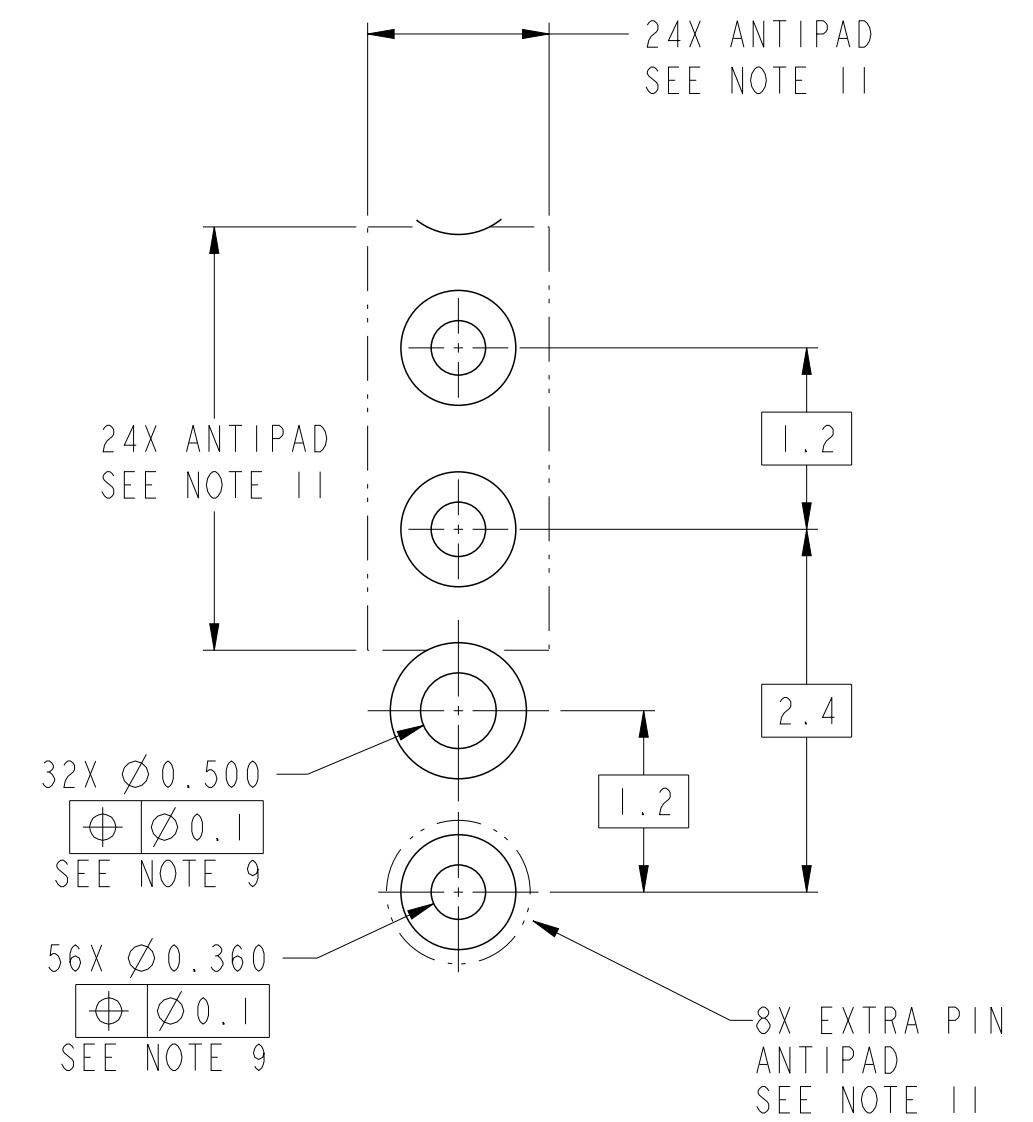 24X ANTIPAD
SEE NOTE 11
24X ANTIPAD
SEE NOTE 11
1.2
2.4
1.2
32X Ø0.500
⌖ Ø0.1
SEE NOTE 9
56X Ø0.360
⌖ Ø0.1
SEE NOTE 9
8X EXTRA PIN
ANTIPAD
SEE NOTE 11